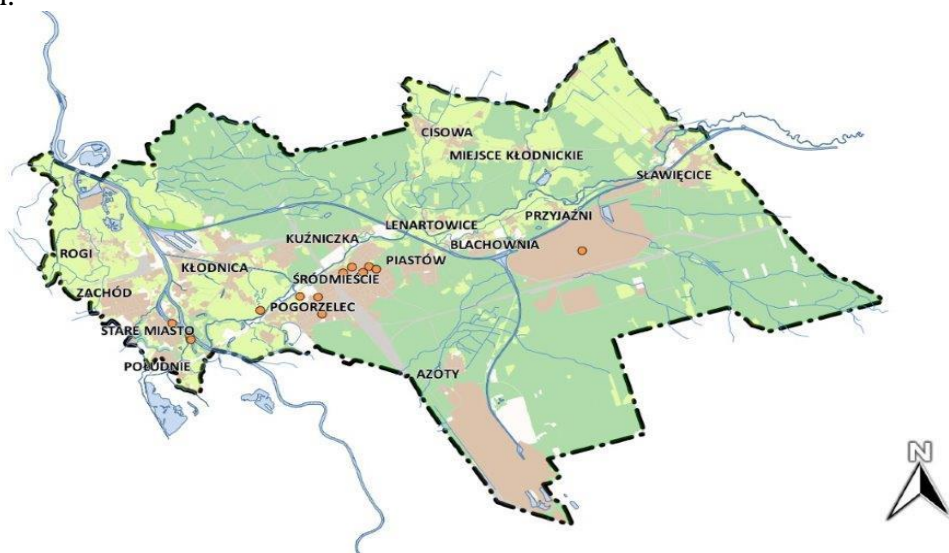 CISOWA
MIEJSCE KŁODNICKIE
SŁAWIĘCICE
PRZYJAŹNI
LENARTOWICE
BLACHOWNIA
KUŹNICZKA
PIASTÓW
ROGI
KŁODNICA
ŚRÓDMIEŚCIE
ZACHÓD
POGORZELEC
STARE MIASTO
POŁUDNIE
AZOTY
N